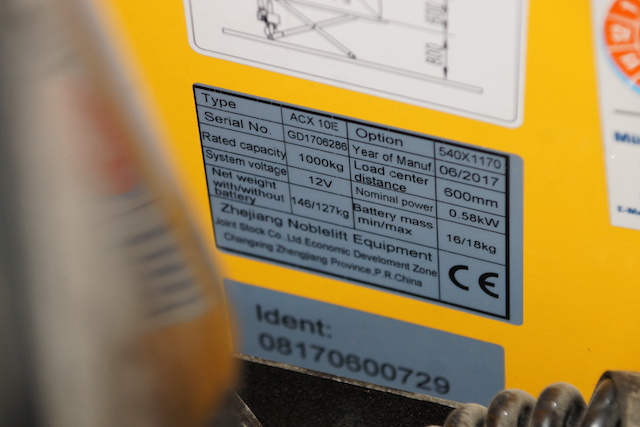 600
600
Type ACX 10E Option 540X1170
Serial No. GD1706286 Year of Manuf 06/2017
Rated capacity 1000kg Load center distance 600mm
System voltage 12V Nominal power 0.58kW
Net weight with/without battery 146/127kg Battery mass min/max 16/18kg
Zhejiang Noblelift Equipment
Joint Stock Co.,Ltd.Economic Develoment Zone
Changxing Zhengjiang Province,P.R.China
CE
Ident:
08170600729